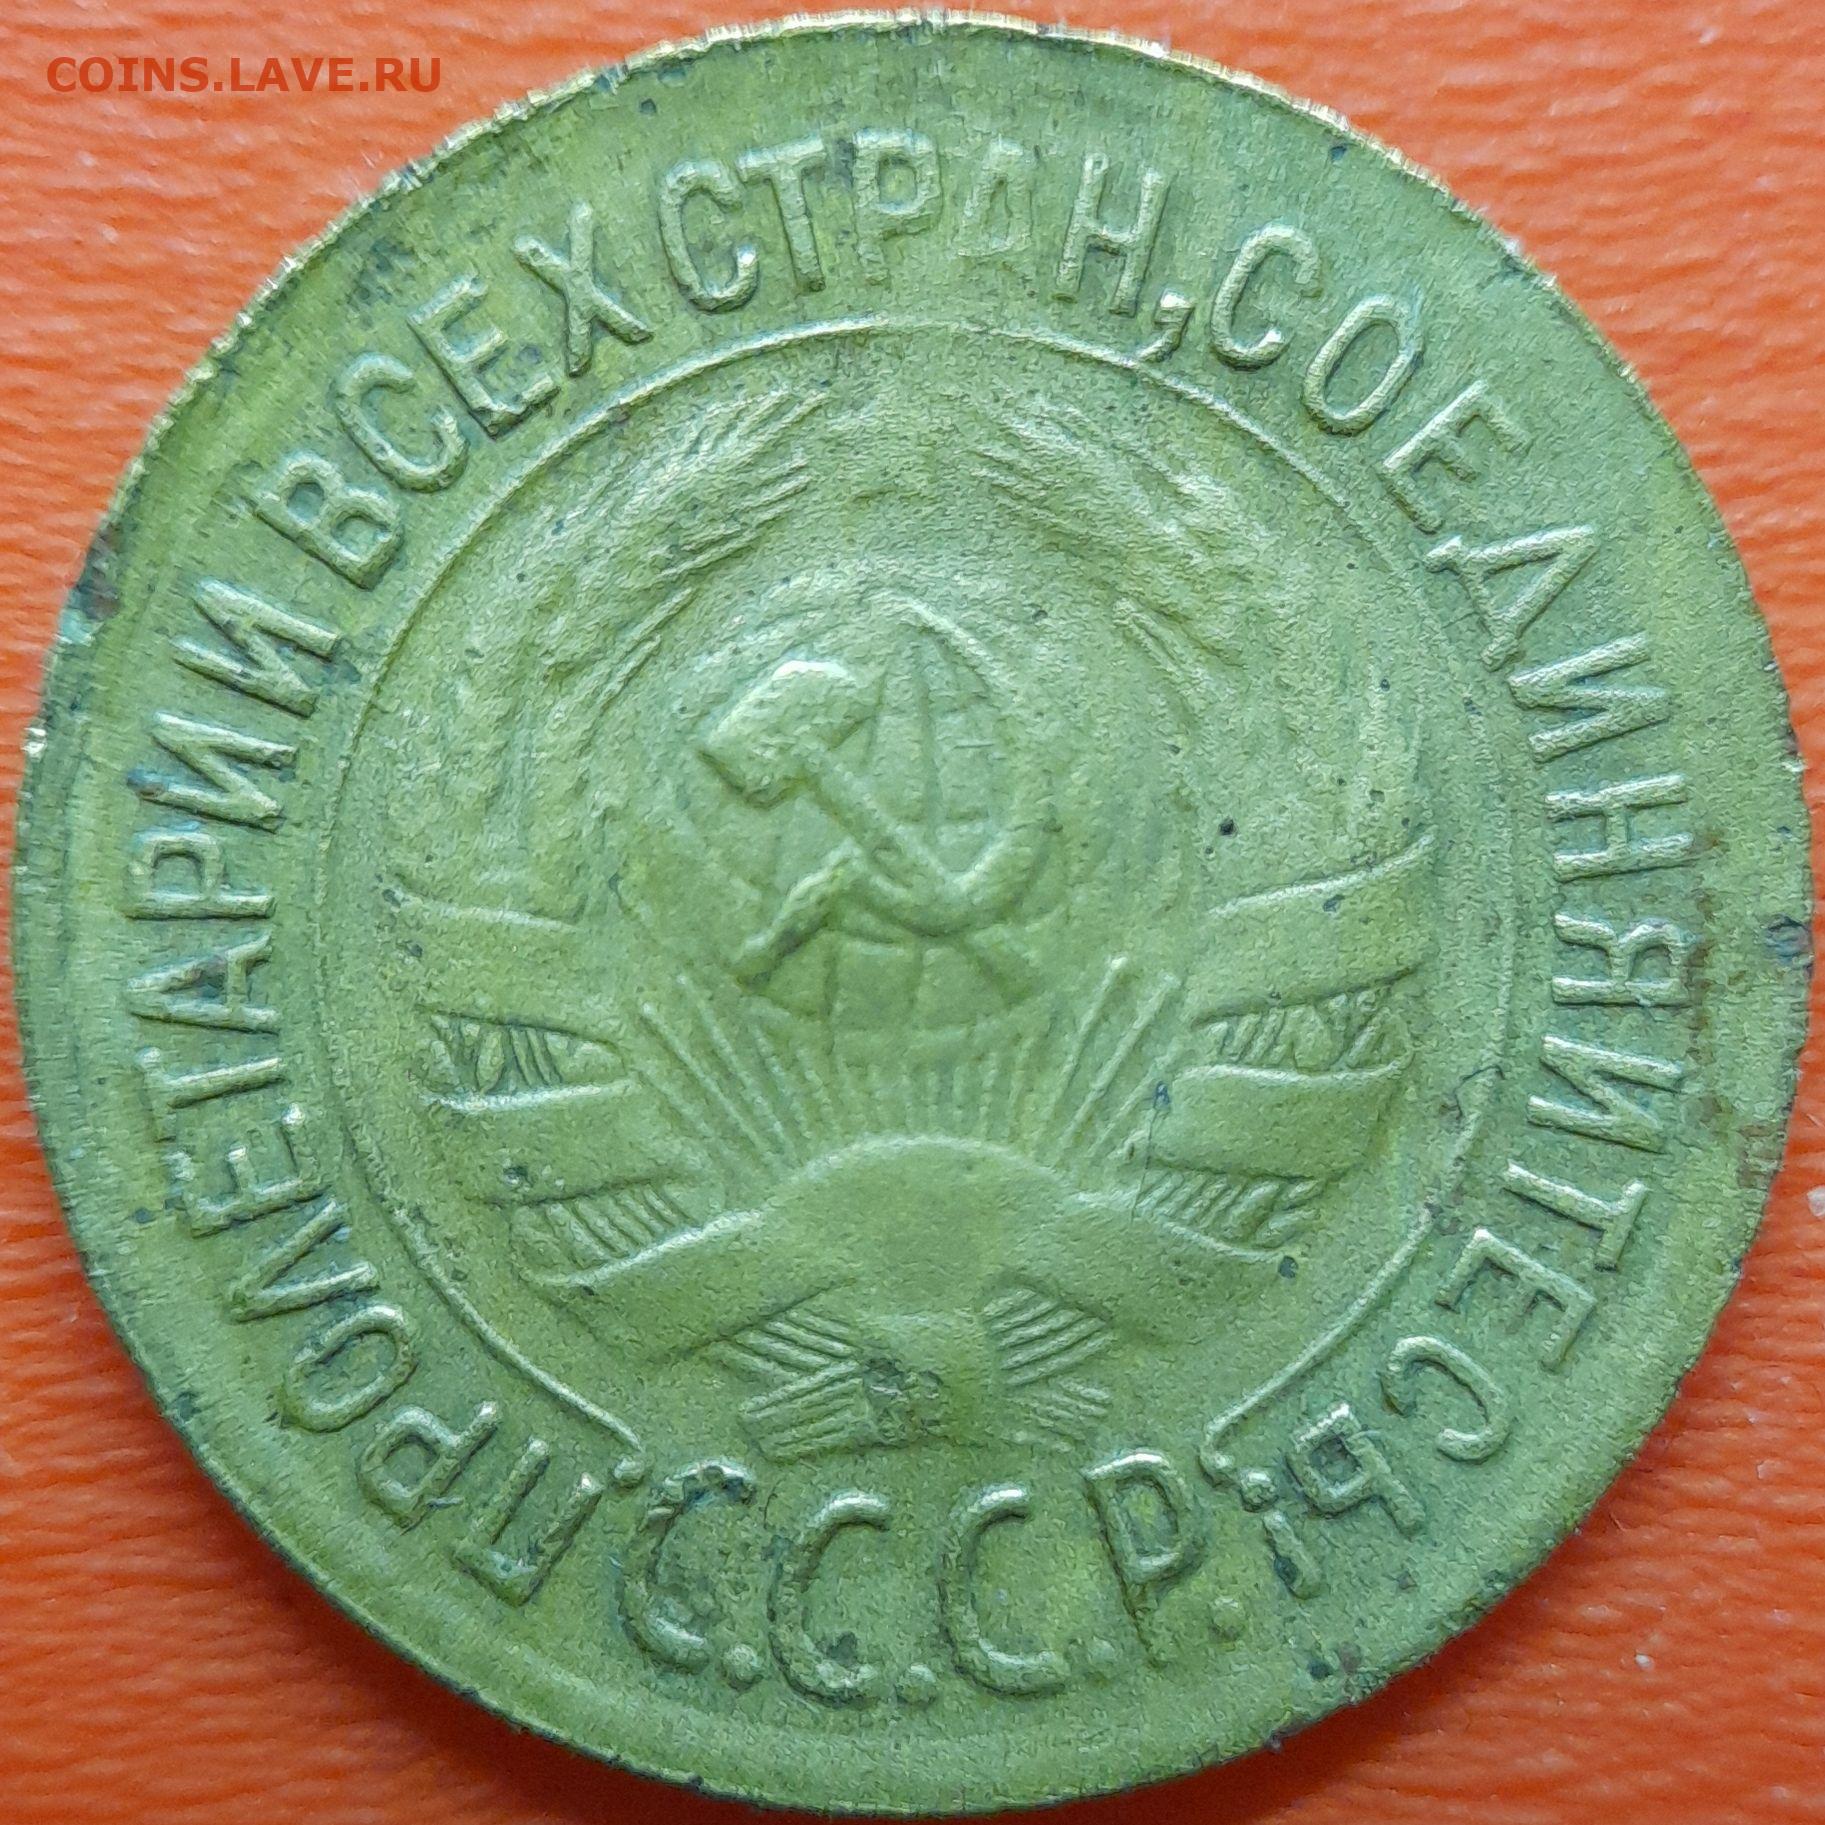 COINS.LAVE.RU
ПРОЛЕТАРИИ ВСЕХ СТРАН, СОЕДИНЯЙТЕСЬ!
С.С.С.Р.